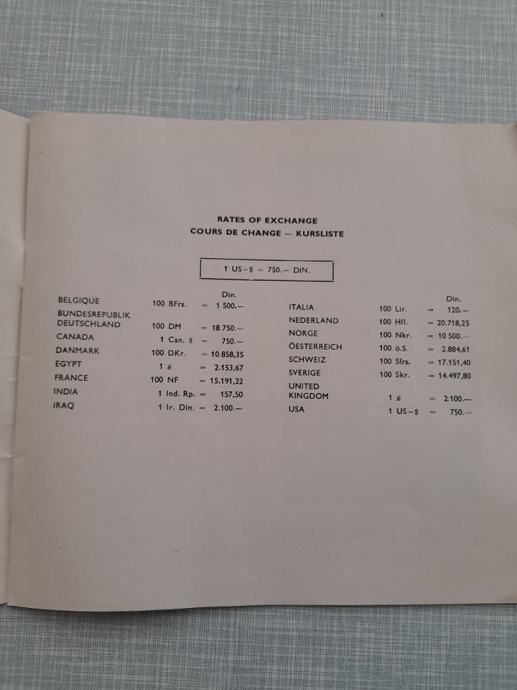 RATES OF EXCHANGE
COURS DE CHANGE — KURSLISTE
1 US-$ = 750.— DIN.
Din.
BELGIQUE 100 BFrs. = 1 500.—
BUNDESREPUBLIK
DEUTSCHLAND 100 DM = 18.750.—
CANADA 1 Can. $ = 750.—
DANMARK 100 DKr. = 10.858,35
EGYPT 1 £ = 2.153,67
FRANCE 100 NF = 15.191,22
INDIA 1 Ind. Rp. = 157,50
IRAQ 1 Ir. Din. = 2.100.—
Din.
ITALIA 100 Lir. = 120.—
NEDERLAND 100 Hfl. = 20.718,25
NORGE 100 Nkr. = 10 500.—
ÖESTERREICH 100 ö.S. = 2.884,61
SCHWEIZ 100 Sfrs. = 17.151,40
SVERIGE 100 Skr. = 14.497,80
UNITED
KINGDOM 1 £ = 2.100.—
USA 1 US-$ = 750.—